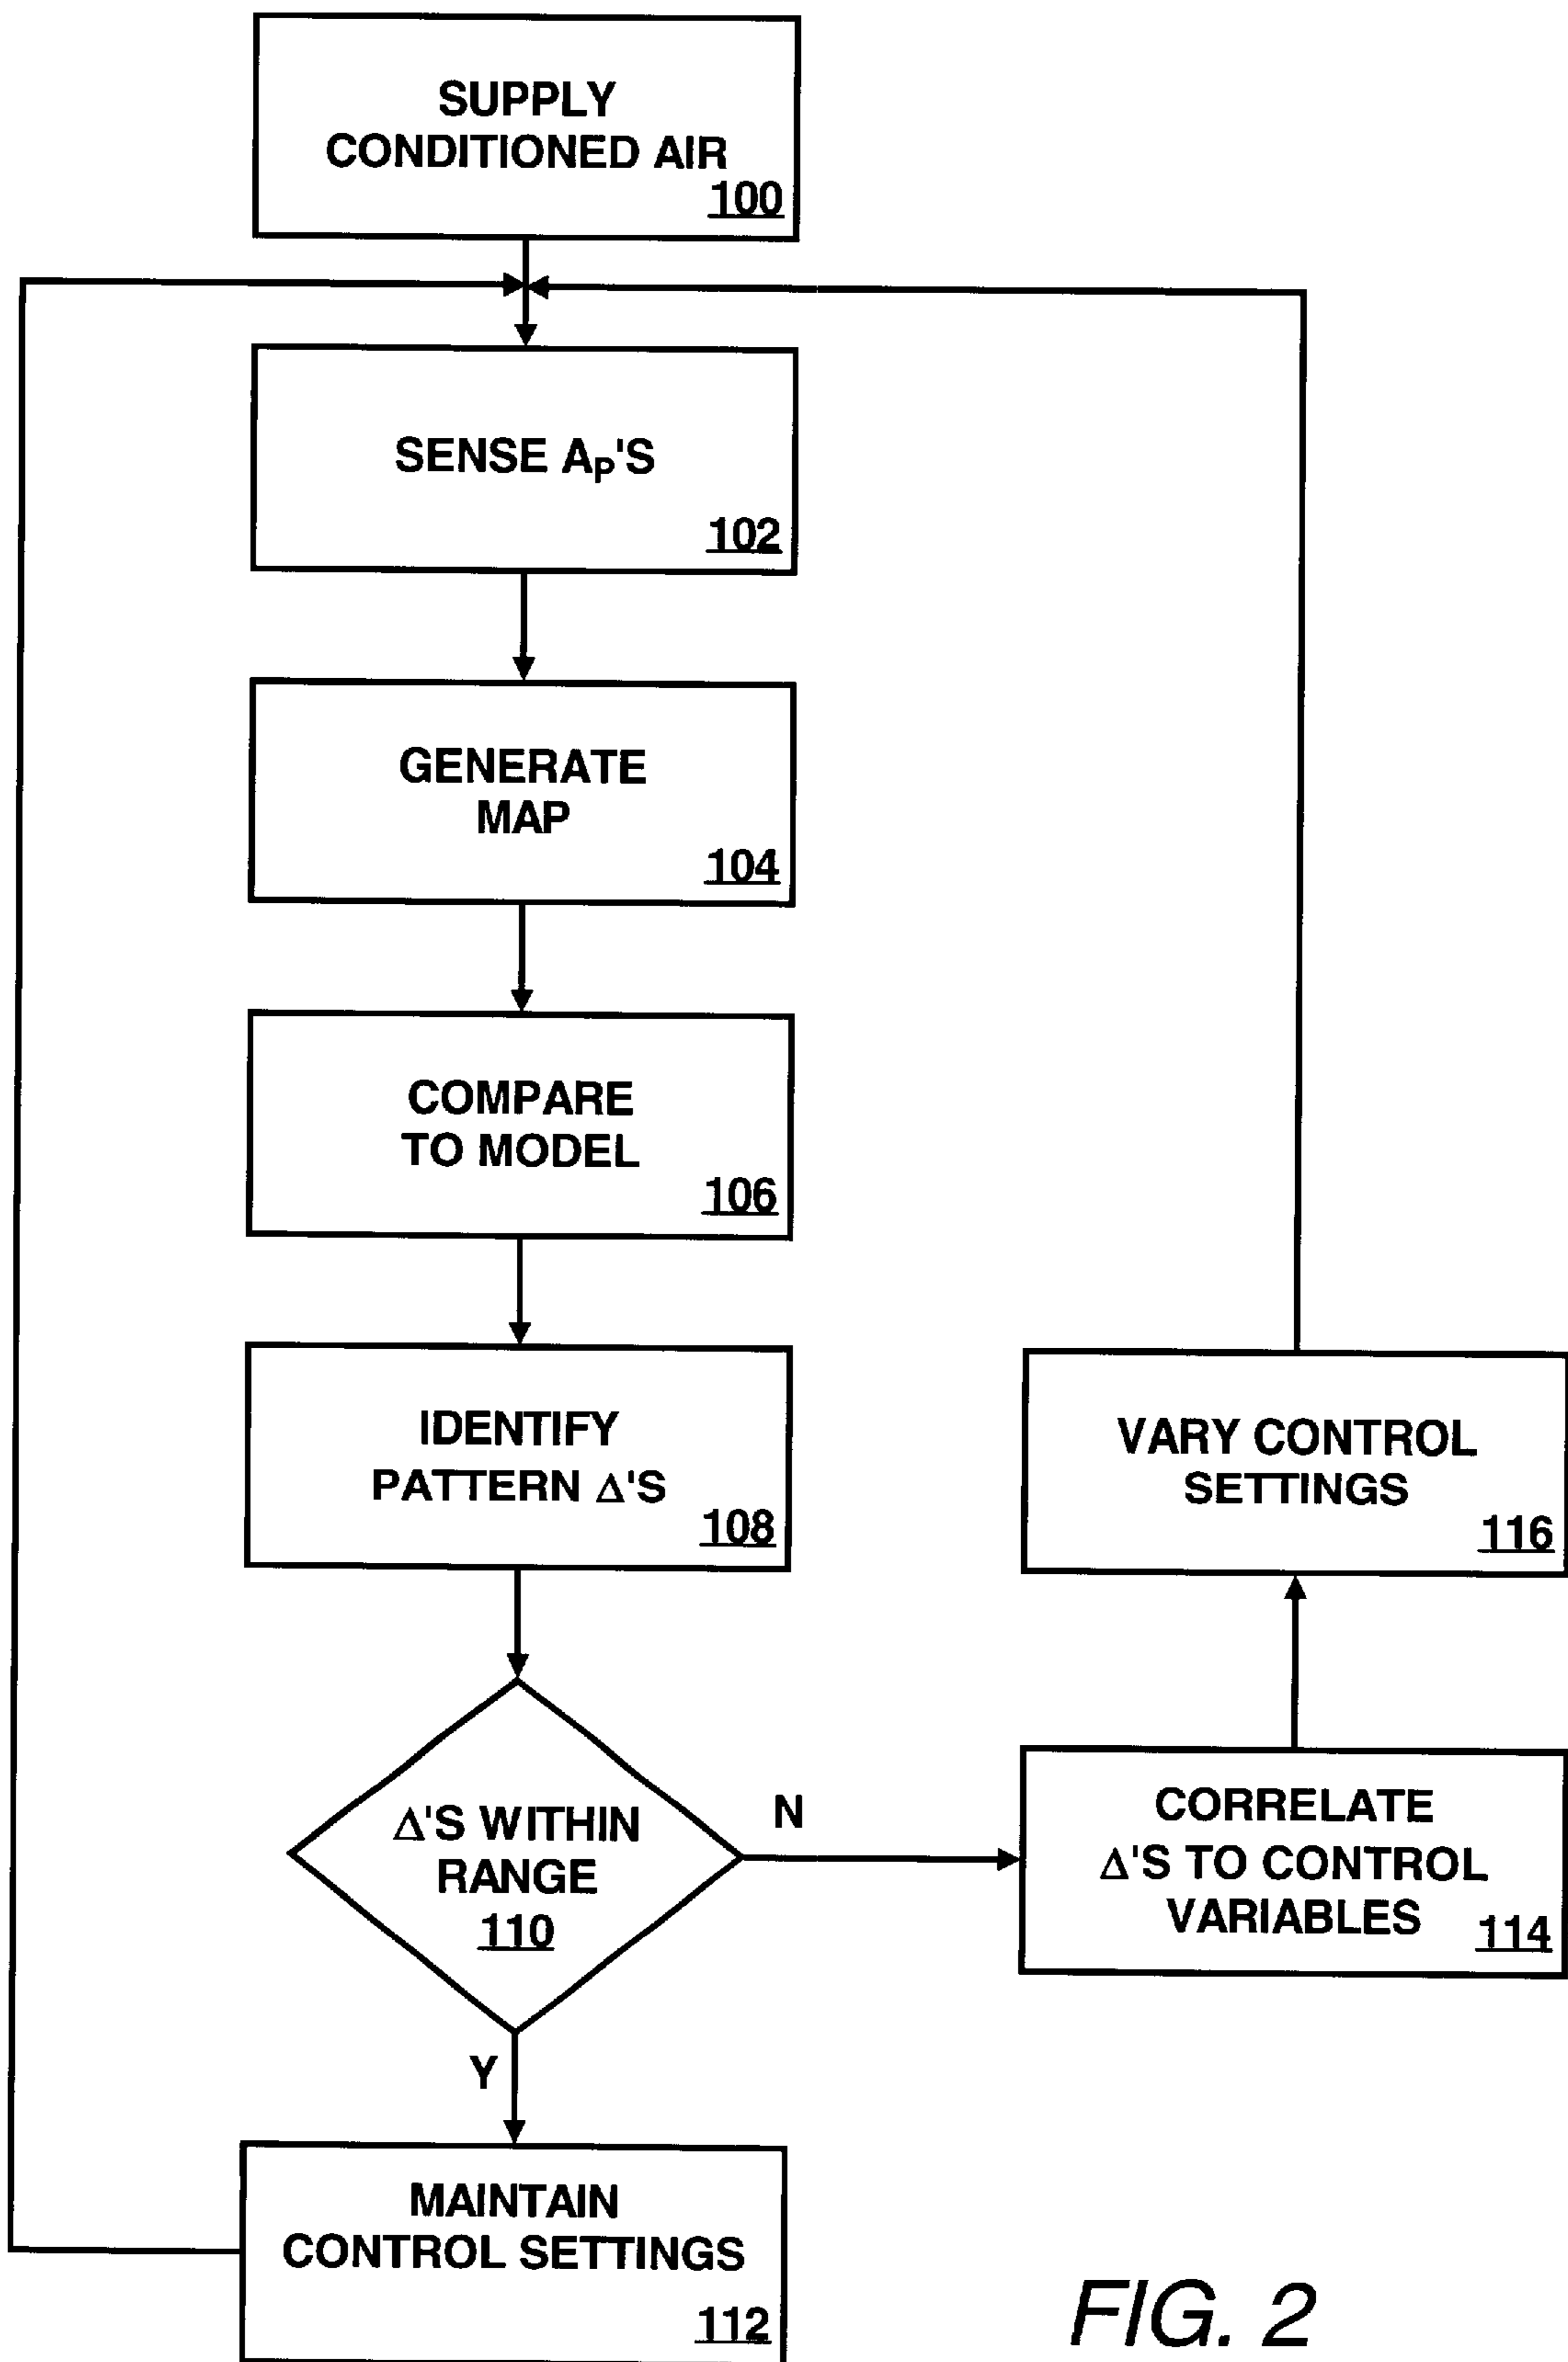 SUPPLY
CONDITIONED AIR
100
SENSE Aₚ'S
102
GENERATE
MAP
104
COMPARE
TO MODEL
106
IDENTIFY
PATTERN Δ'S
108
Δ'S WITHIN
RANGE
110
N
Y
MAINTAIN
CONTROL SETTINGS
112
CORRELATE
Δ'S TO CONTROL
VARIABLES
114
VARY CONTROL
SETTINGS
116
FIG. 2